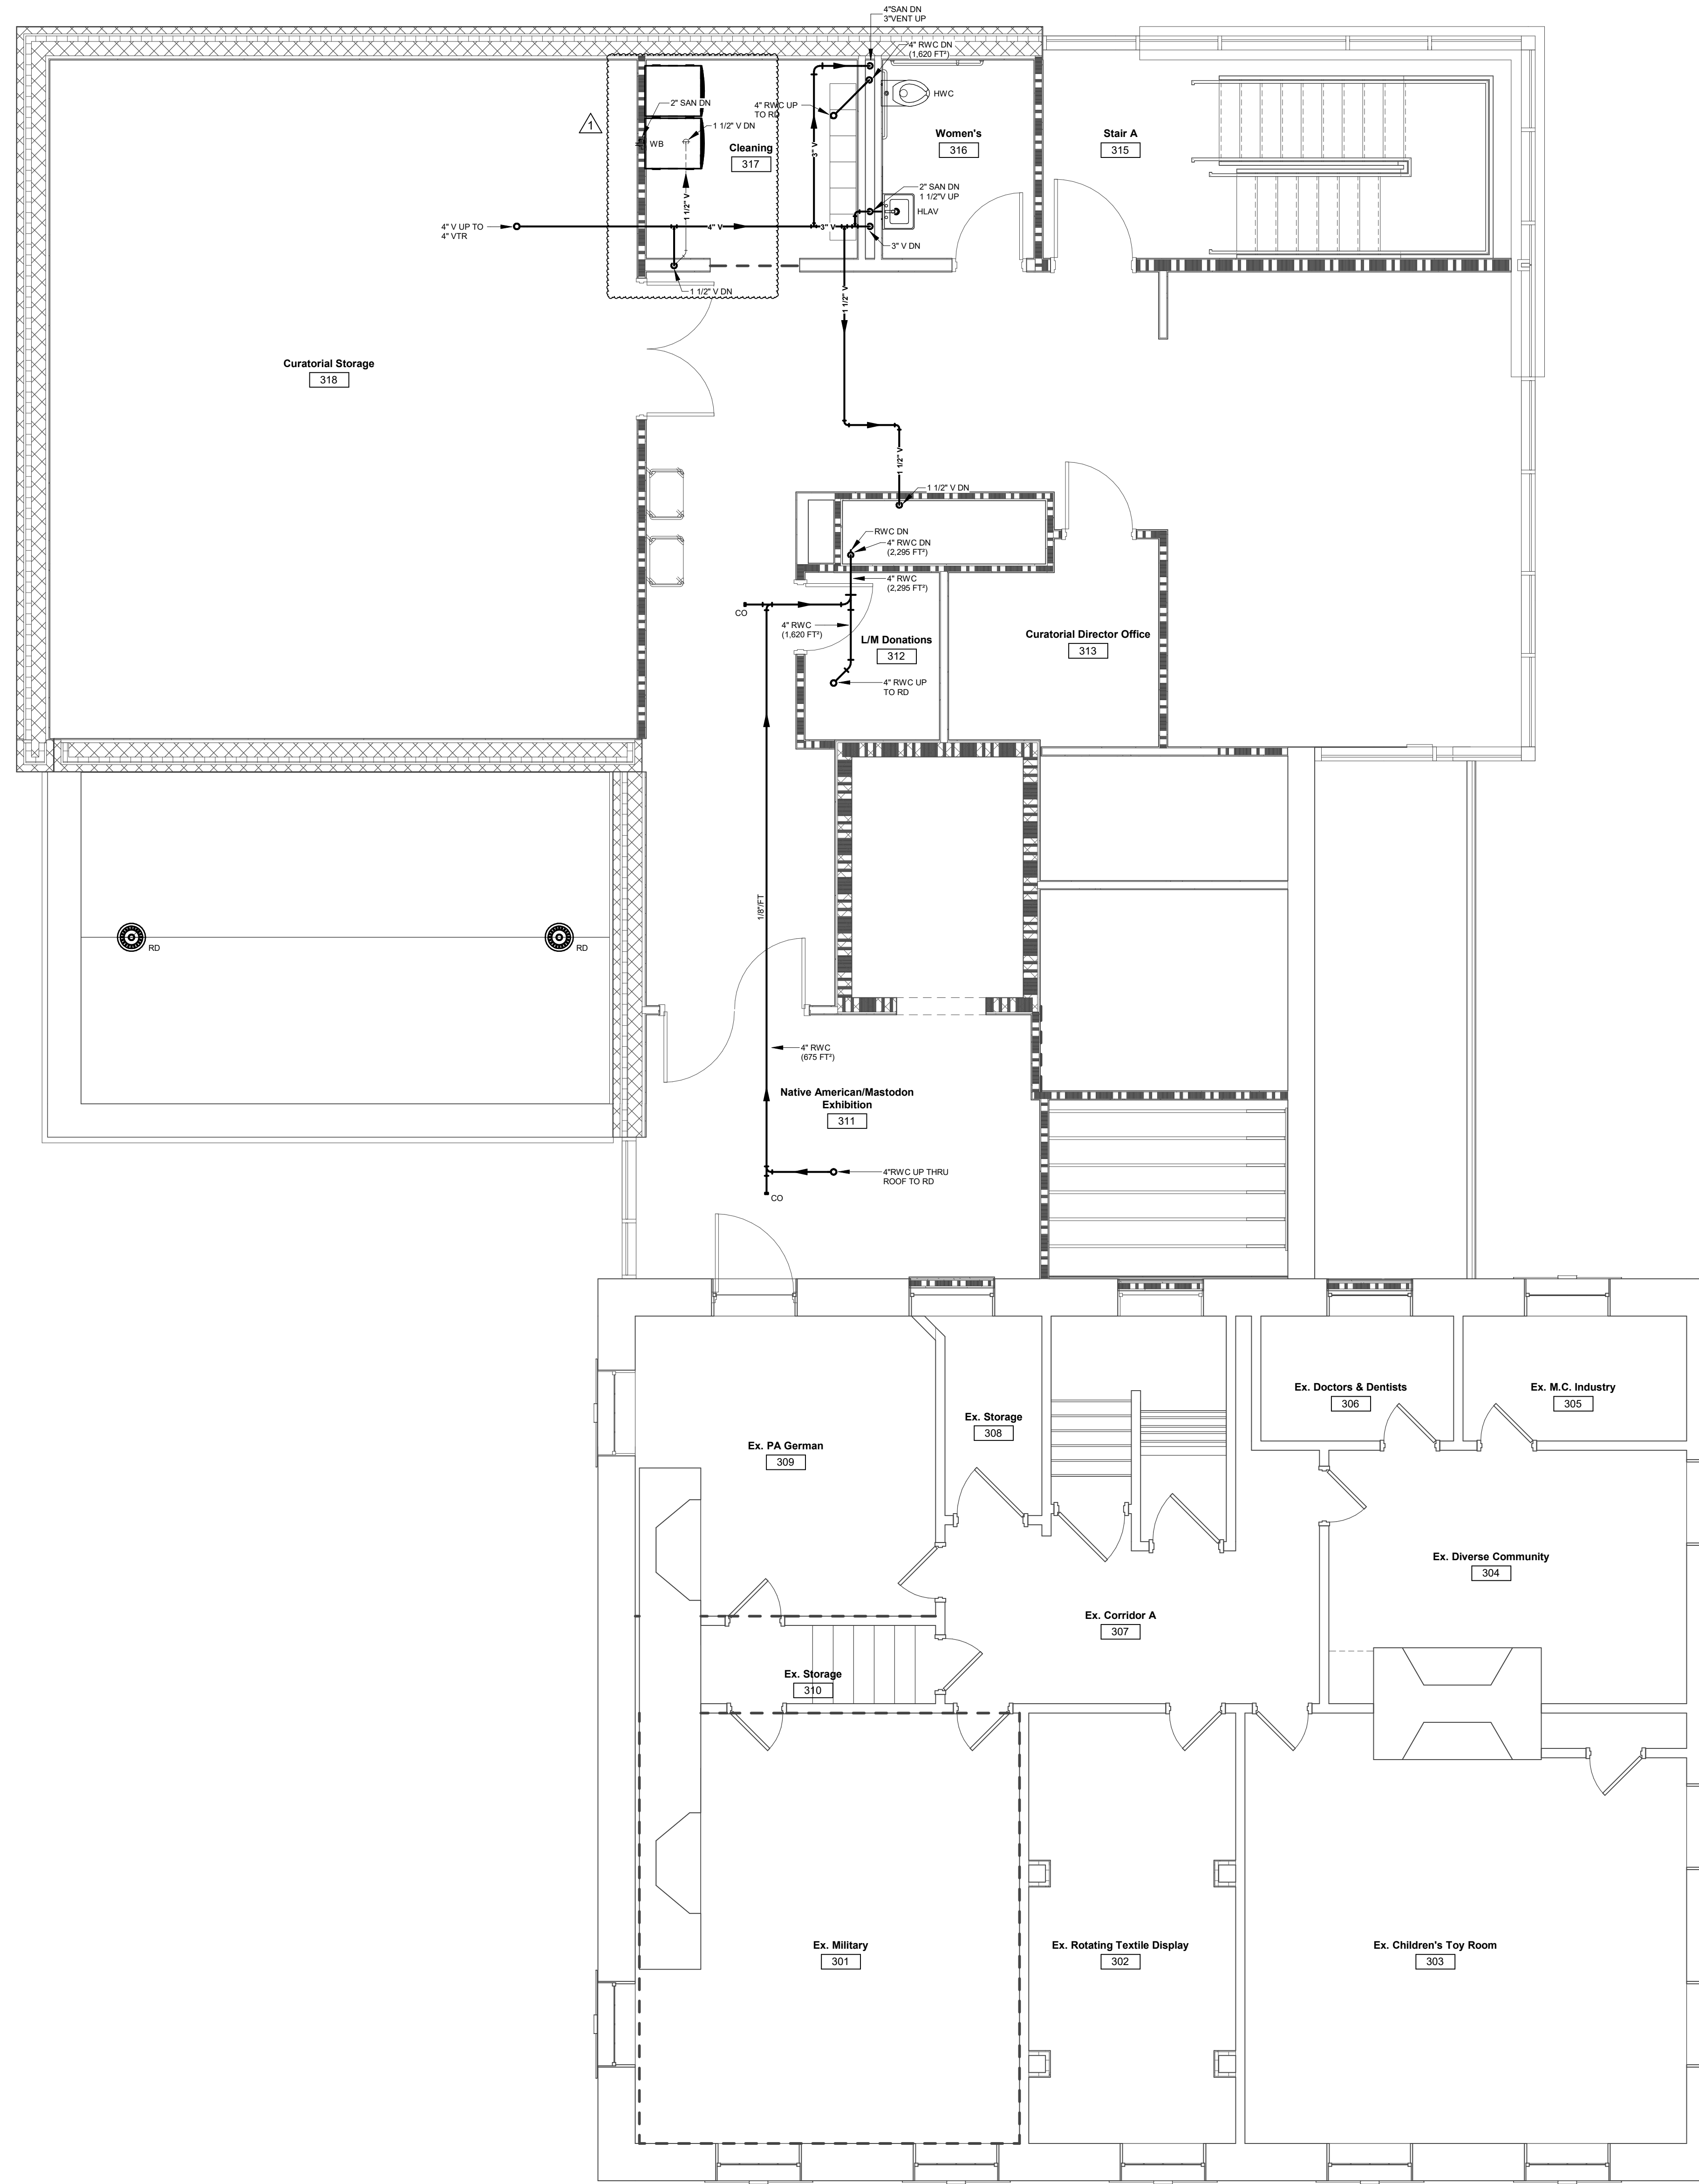 4"SAN DN
3"VENT UP
4" RWC DN
(1,620 FT²)
HWC
2" SAN DN
4" RWC UP
TO RD
1
1 1/2" V DN
WB
Cleaning
317
3" V
Women's
316
Stair A
315
2" SAN DN
1 1/2"V UP
HLAV
1 1/2" V
4" V UP TO
4" VTR
4" V
3" V
3" V DN
1 1/2" V DN
1 1/2" V
Curatorial Storage
318
1 1/2" V
1 1/2" V DN
RWC DN
4" RWC DN
(2,295 FT²)
4" RWC
(2,295 FT²)
CO
4" RWC
(1,620 FT²)
L/M Donations
312
Curatorial Director Office
313
4" RWC UP
TO RD
1/8"/FT
RD
RD
4" RWC
(675 FT²)
Native American/Mastodon
Exhibition
311
4"RWC UP THRU
ROOF TO RD
CO
Ex. Doctors & Dentists
306
Ex. M.C. Industry
305
Ex. Storage
308
Ex. PA German
309
Ex. Diverse Community
304
Ex. Corridor A
307
Ex. Storage
310
Ex. Military
301
Ex. Rotating Textile Display
302
Ex. Children's Toy Room
303